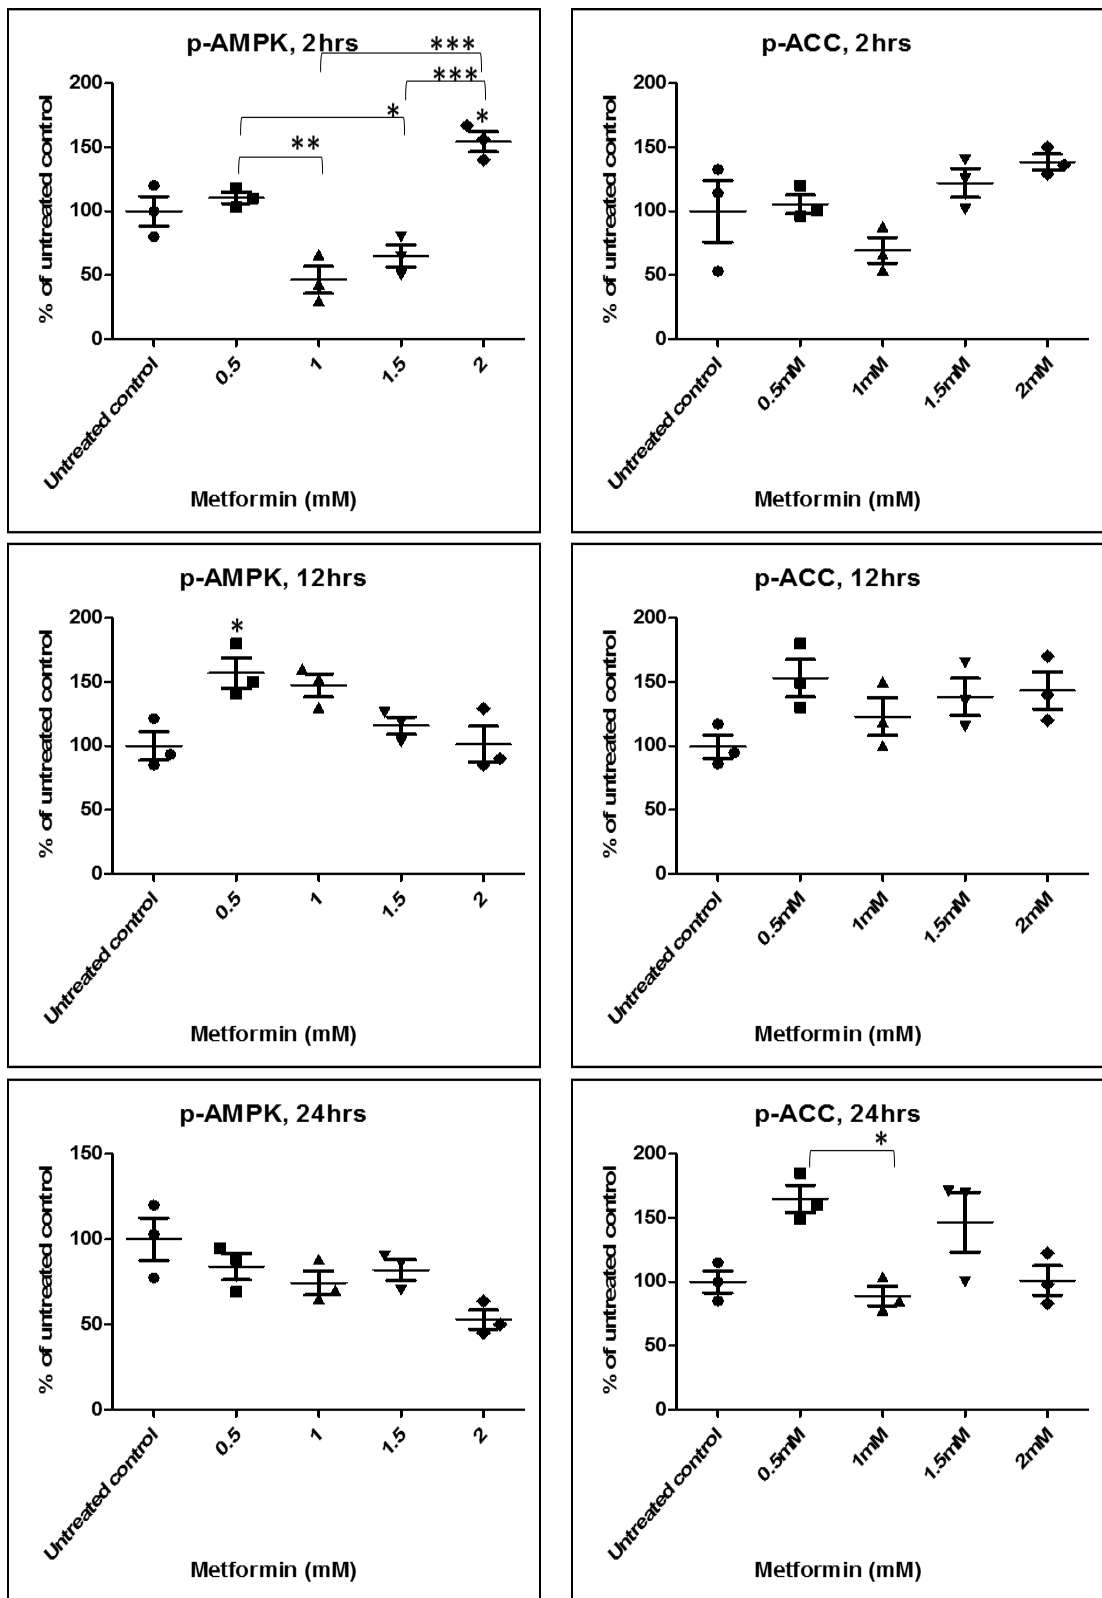 p-AMPK, 2hrs
***
***
*
*
**
200
150
100
50
0
% of untreated control
Untreated control
0.5
1
1.5
2
Metformin (mM)
p-ACC, 2hrs
200
150
100
50
0
% of untreated control
Untreated control
0.5mM
1mM
1.5mM
2mM
Metformin (mM)
p-AMPK, 12hrs
*
200
150
100
50
0
% of untreated control
Untreated control
0.5
1
1.5
2
Metformin (mM)
p-ACC, 12hrs
200
150
100
50
0
% of untreated control
Untreated control
0.5mM
1mM
1.5mM
2mM
Metformin (mM)
p-AMPK, 24hrs
150
100
50
0
% of untreated control
Untreated control
0.5
1
1.5
2
Metformin (mM)
p-ACC, 24hrs
*
200
150
100
50
0
% of untreated control
Untreated control
0.5mM
1mM
1.5mM
2mM
Metformin (mM)